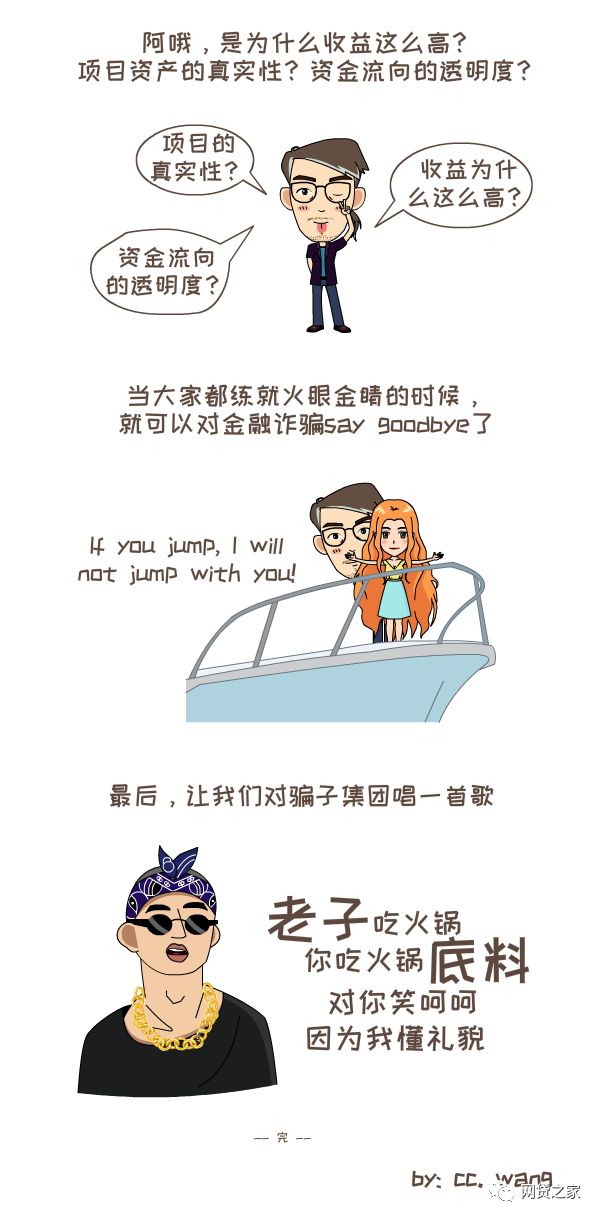 阿哦，是为什么收益这么高？
项目资产的真实性？资金流向的透明度？
项目的
真实性？
收益为什
么这么高？
资金流向
的透明度？
当大家都练就火眼金睛的时候，
就可以对金融诈骗say goodbye了
If you jump, I will
not jump with you!
最后，让我们对骗子集团唱一首歌
老子吃火锅
你吃火锅底料
对你笑呵呵
因为我懂礼貌
-- 完 --
by: cc. wang
网贷之家